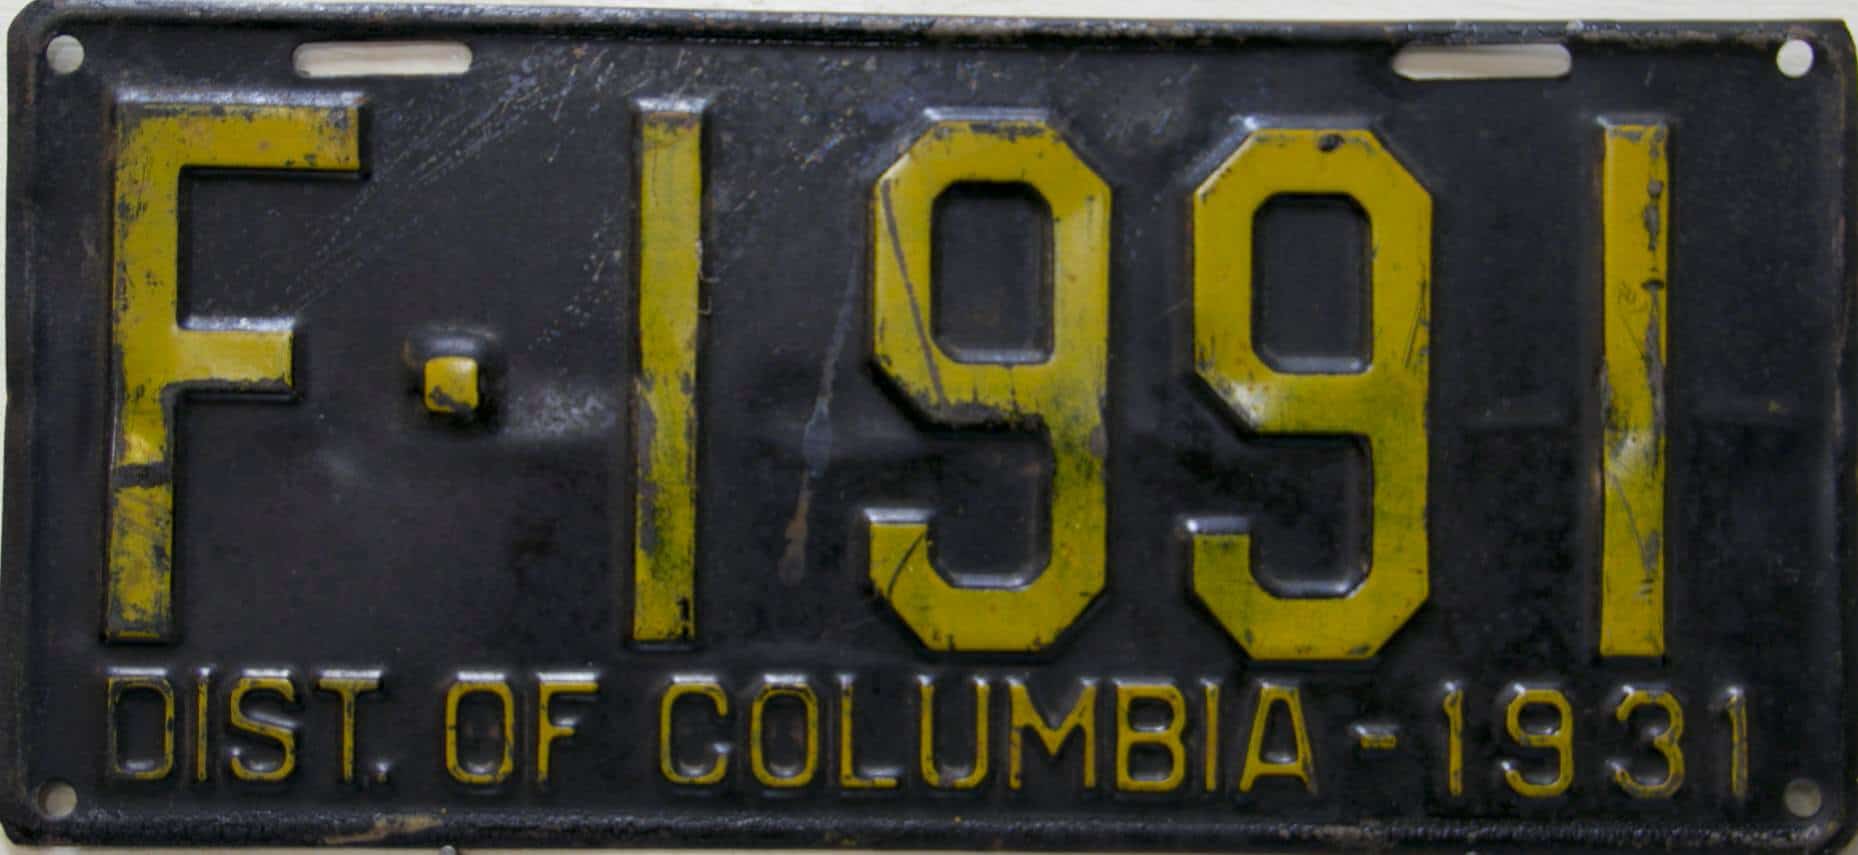 F-1991
DIST. OF COLUMBIA-1931